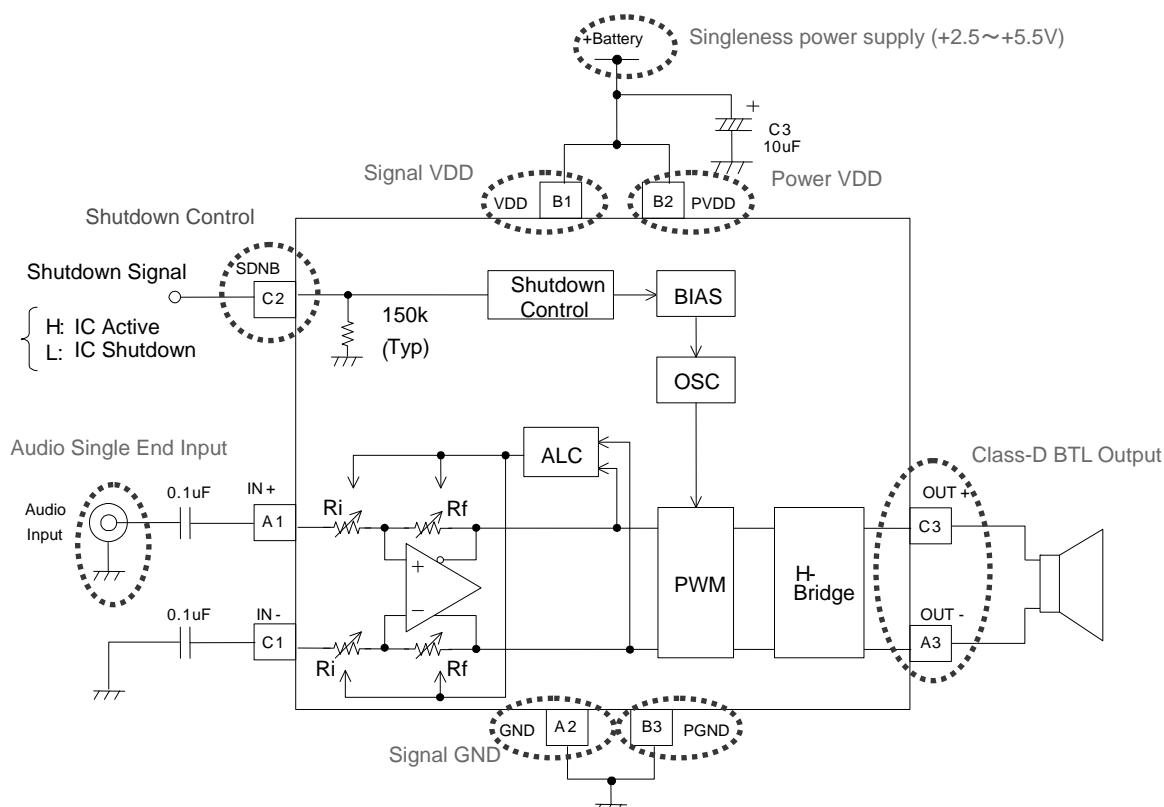 +Battery
Singleness power supply (+2.5～+5.5V)
+
C3
10uF
Signal VDD
Power VDD
VDD
B1
B2
PVDD
Shutdown Control
SDNB
Shutdown Signal
C2
H: IC Active
L: IC Shutdown
150k
(Typ)
Shutdown
Control
BIAS
OSC
ALC
Audio Single End Input
Class-D BTL Output
Audio
Input
0.1uF
IN+
A1
Ri
Rf
+
−
PWM
H-
Bridge
OUT +
C3
0.1uF
IN-
C1
Ri
Rf
OUT -
A3
GND
A2
B3
PGND
Signal GND